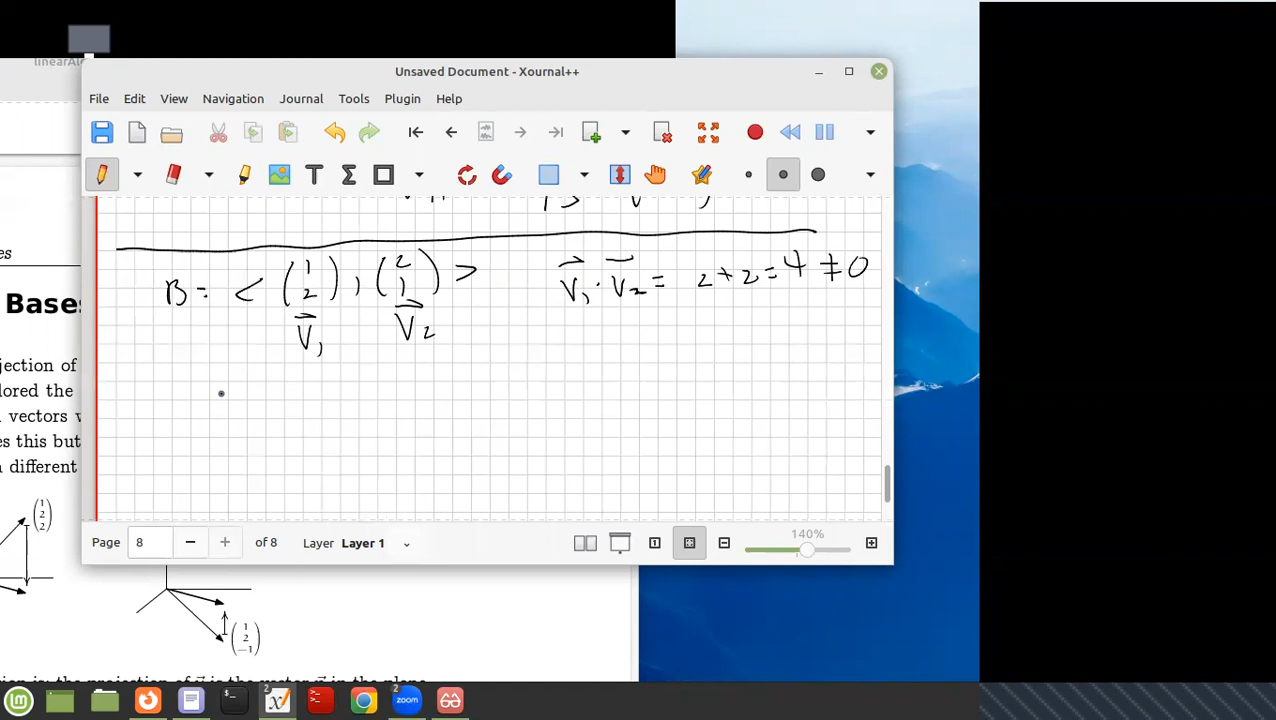 linearAl
Unsaved Document - Xournal++
File Edit View Navigation Journal Tools Plugin Help
B = < (1 2), (2 1) > v₁ · v₂ = 2 + 2 = 4 ≠ 0
v₁ v₂
es
Bases
jection of
lored the
vectors v
es this but
different
(1 2 2)
(1 2 −1)
Page 8 of 8 Layer Layer 1 140%
zoom